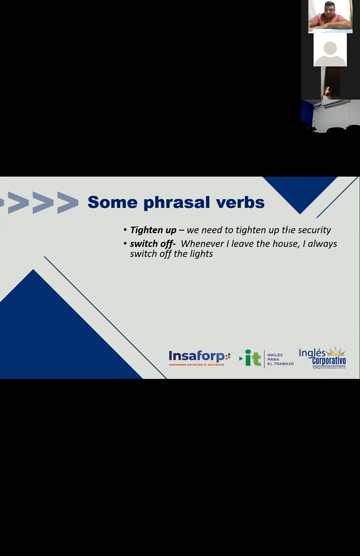 Some phrasal verbs
• Tighten up – we need to tighten up the security
• switch off- Whenever I leave the house, I always
switch off the lights
Insaforp
it
INGLÉS
PARA
EL TRABAJO
Inglés
Corporativo